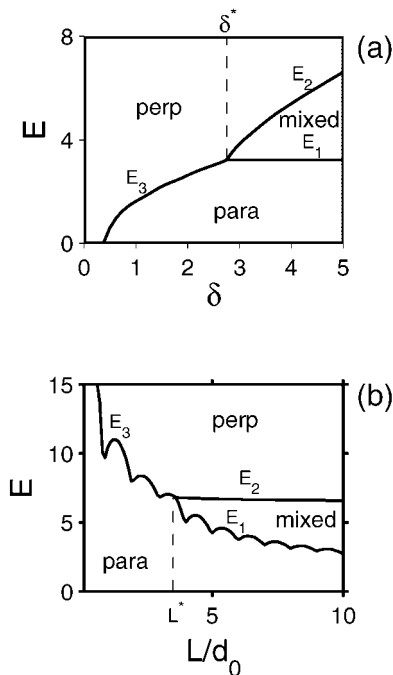 δ*
(a)
8
perp
E₂
mixed
E
4
E₁
E₃
para
0
0 1 2 3 4 5
δ
(b)
15
E₃
perp
10
E
E₂
5
E₁
mixed
para
0
L* 5 10
L/d₀